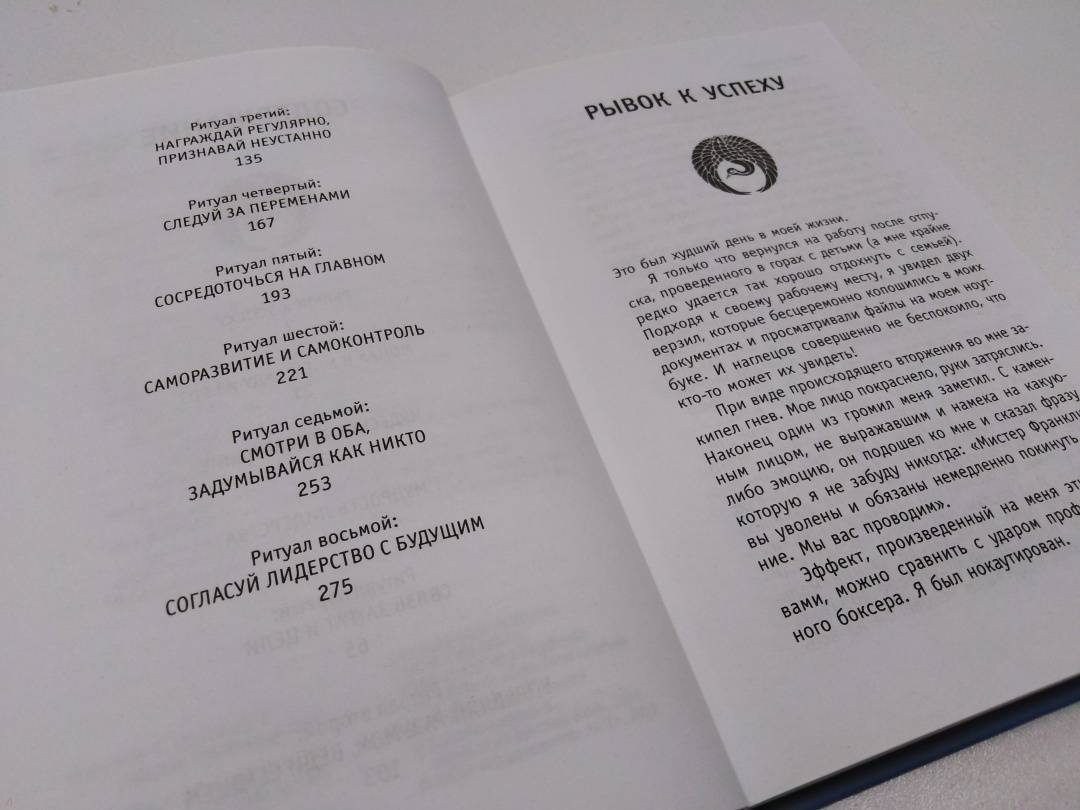 Ритуал третий:
НАГРАЖДАЙ РЕГУЛЯРНО,
ПРИЗНАВАЙ НЕУСТАННО
135
Ритуал четвертый:
СЛЕДУЙ ЗА ПЕРЕМЕНАМИ
167
Ритуал пятый:
СОСРЕДОТОЧЬСЯ НА ГЛАВНОМ
193
Ритуал шестой:
САМОРАЗВИТИЕ И САМОКОНТРОЛЬ
221
Ритуал седьмой:
СМОТРИ В ОБА,
ЗАДУМЫВАЙСЯ КАК НИКТО
253
Ритуал восьмой:
СОГЛАСУЙ ЛИДЕРСТВО С БУДУЩИМ
275
РЫВОК К УСПЕХУ
Это был худший день в моей жизни.
Я только что вернулся на работу после отпу-
ска, проведенного в горах с детьми (а мне крайне
редко удается так хорошо отдохнуть с семьей).
Подходя к своему рабочему месту, я увидел двух
верзил, которые бесцеремонно копошились в моих
документах и просматривали файлы на моем ноут-
буке. И наглецов совершенно не беспокоило, что
кто-то может их увидеть!
При виде происходящего вторжения во мне за-
кипел гнев. Мое лицо покраснело, руки затряслись.
Наконец один из громил меня заметил. С камен-
ным лицом, не выражавшим и намека на какую-
либо эмоцию, он подошел ко мне и сказал фразу,
которую я не забуду никогда: «Мистер Франкли
вы уволены и обязаны немедленно покинуть
ние. Мы вас проводим».
Эффект, произведенный на меня эти
вами, можно сравнить с ударом проф
ного боксера. Я был нокаутирован.